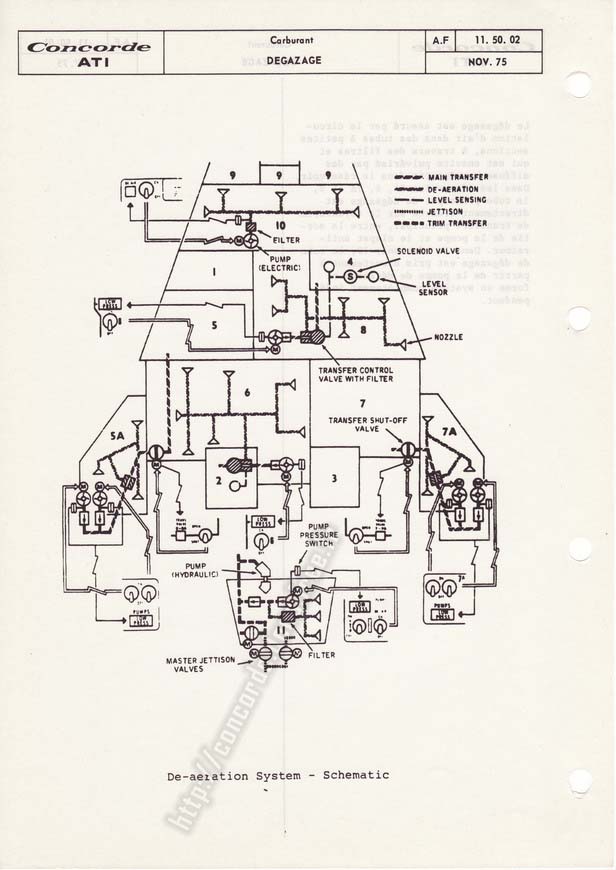 Concorde
ATI
Carburant
DEGAZAGE
A.F
11. 50. 02
NOV. 75
9 9 9
MAIN TRANSFER
DE-AERATION
LEVEL SENSING
JETTISON
TRIM TRANSFER
10
FILTER
PUMP
(ELECTRIC)
SOLENOID VALVE
4
S
LEVEL
SENSOR
1
5
8
NOZZLE
LOW
PRESS
TRANSFER CONTROL
VALVE WITH FILTER
6
7
TRANSFER SHUT-OFF
VALVE
5A
7A
2
3
LOW
PRESS
PUMP
PRESSURE
SWITCH
PUMP
(HYDRAULIC)
PUMPS
LOW
PRESS
11
LOW
PRESS
7A
PUMPS
LOW
PRESS
MASTER JETTISON
VALVES
FILTER
De-aeration System - Schematic